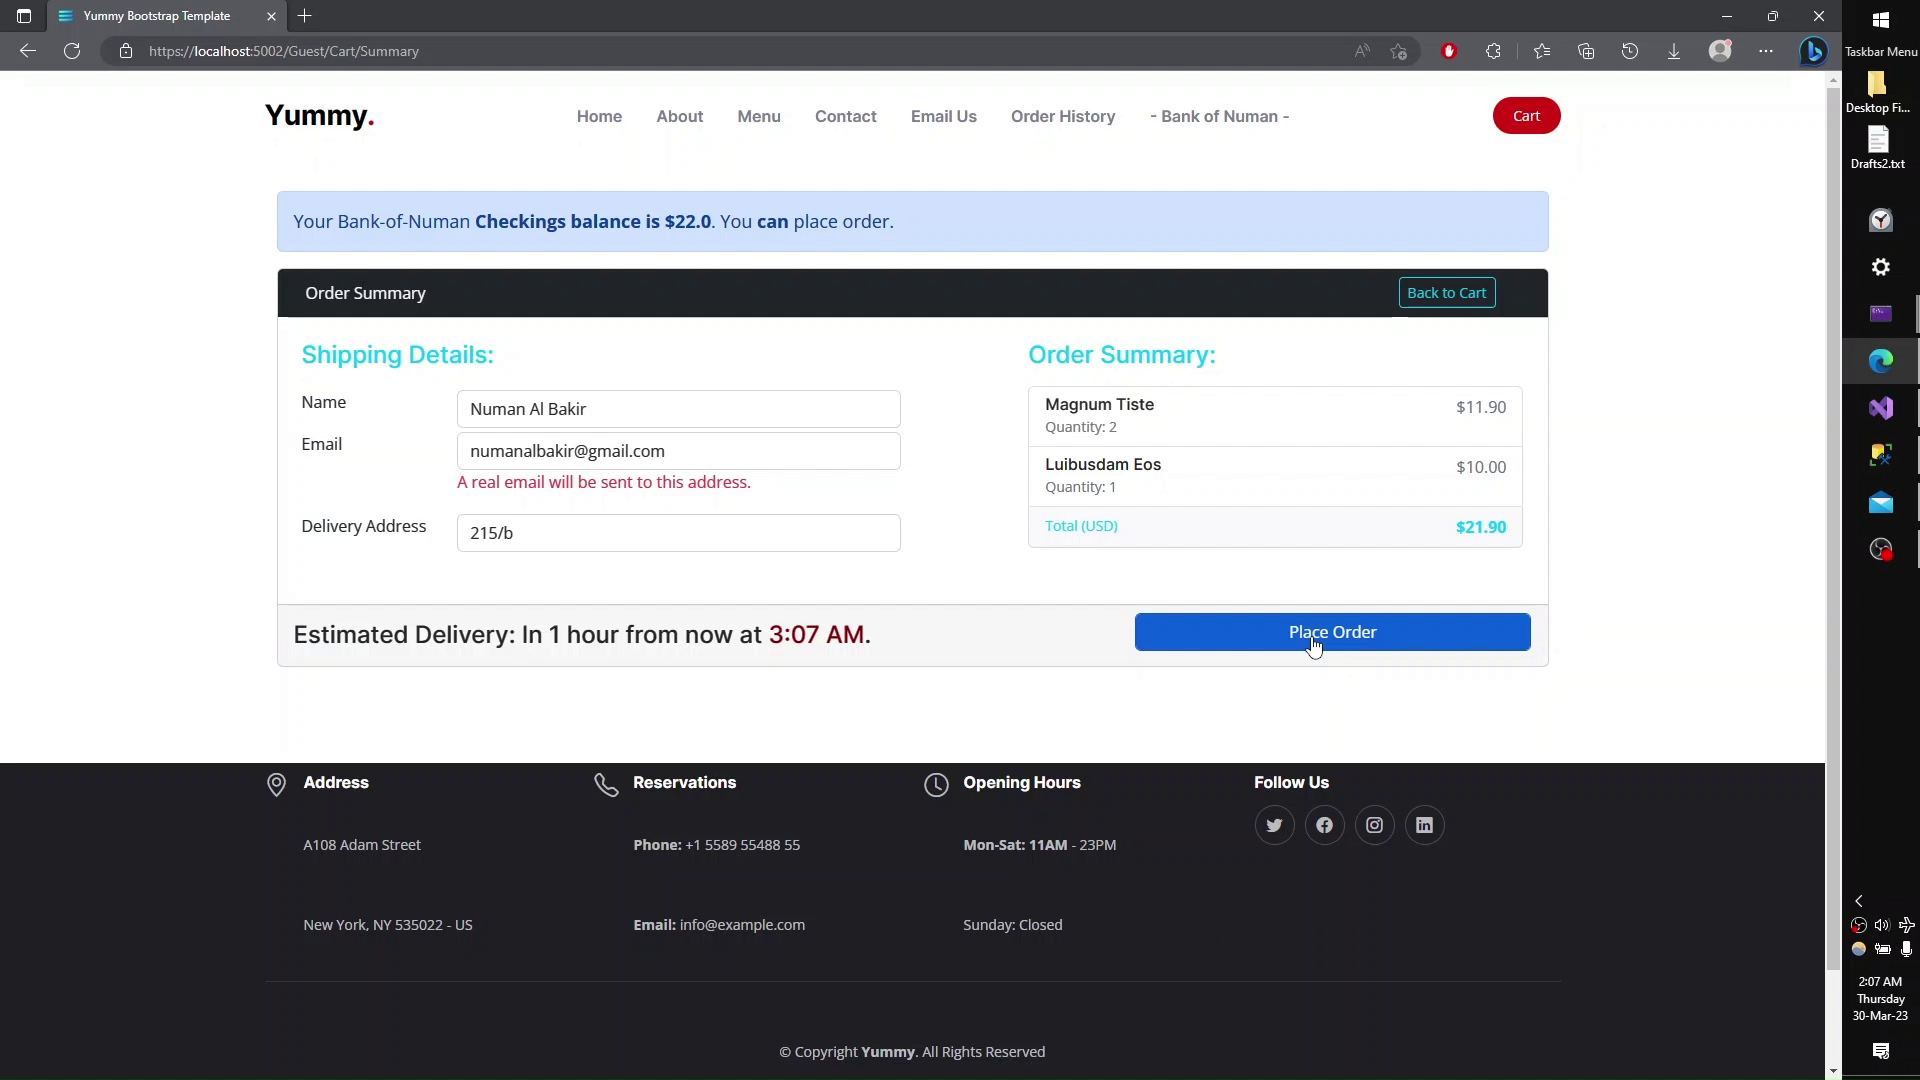 Yummy Bootstrap Template
https://localhost:5002/Guest/Cart/Summary
Taskbar Menu
Desktop Fi...
Drafts2.txt
Yummy.
Home
About
Menu
Contact
Email Us
Order History
- Bank of Numan -
Cart
Your Bank-of-Numan Checkings balance is $22.0. You can place order.
Order Summary
Back to Cart
Shipping Details:
Name
Numan Al Bakir
Email
numanalbakir@gmail.com
A real email will be sent to this address.
Delivery Address
215/b
Order Summary:
Magnum Tiste
$11.90
Quantity: 2
Luibusdam Eos
$10.00
Quantity: 1
Total (USD)
$21.90
Estimated Delivery: In 1 hour from now at 3:07 AM.
Place Order
Address
A108 Adam Street
New York, NY 535022 - US
Reservations
Phone: +1 5589 55488 55
Email: info@example.com
Opening Hours
Mon-Sat: 11AM - 23PM
Sunday: Closed
Follow Us
© Copyright Yummy. All Rights Reserved
2:07 AM
Thursday
30-Mar-23